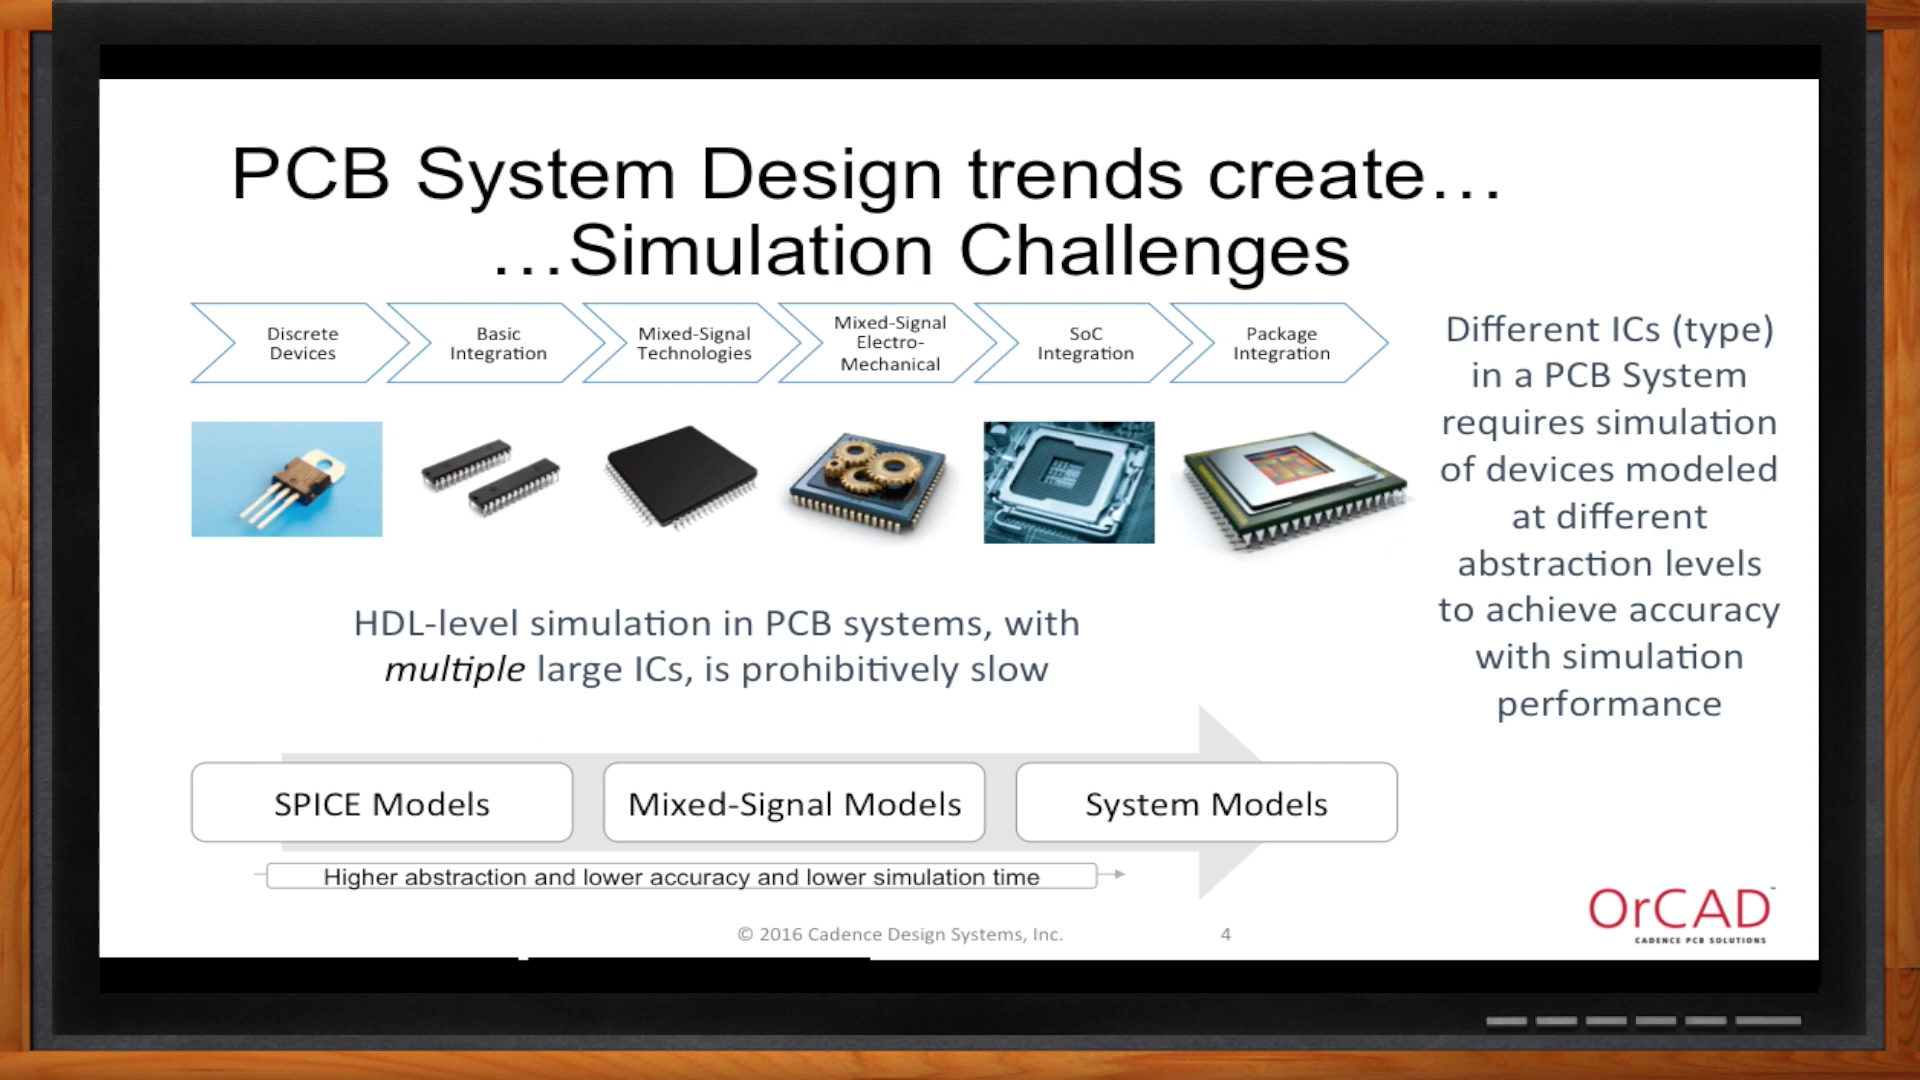 PCB System Design trends create...
...Simulation Challenges
Discrete
Devices
Basic
Integration
Mixed-Signal
Technologies
Mixed-Signal
Electro-
Mechanical
SoC
Integration
Package
Integration
Different ICs (type)
in a PCB System
requires simulation
of devices modeled
at different
abstraction levels
to achieve accuracy
with simulation
performance
HDL-level simulation in PCB systems, with
multiple large ICs, is prohibitively slow
SPICE Models
Mixed-Signal Models
System Models
Higher abstraction and lower accuracy and lower simulation time
© 2016 Cadence Design Systems, Inc.
4
OrCAD
CADENCE PCB SOLUTIONS